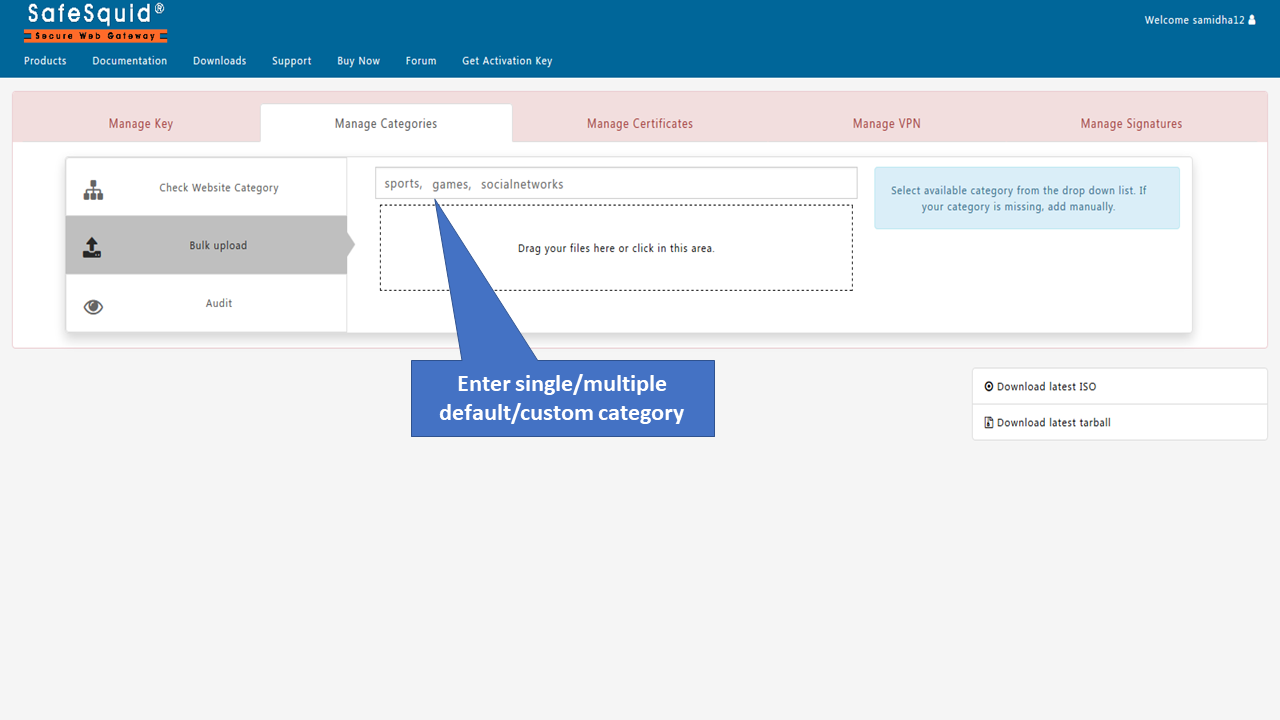 SafeSquid®
Secure Web Gateway
Welcome samidha12
Products Documentation Downloads Support Buy Now Forum Get Activation Key
Manage Key Manage Categories Manage Certificates Manage VPN Manage Signatures
Check Website Category
Bulk upload
Audit
sports, games, socialnetworks
Drag your files here or click in this area.
Select available category from the drop down list. If
your category is missing, add manually.
Enter single/multiple
default/custom category
Download latest ISO
Download latest tarball